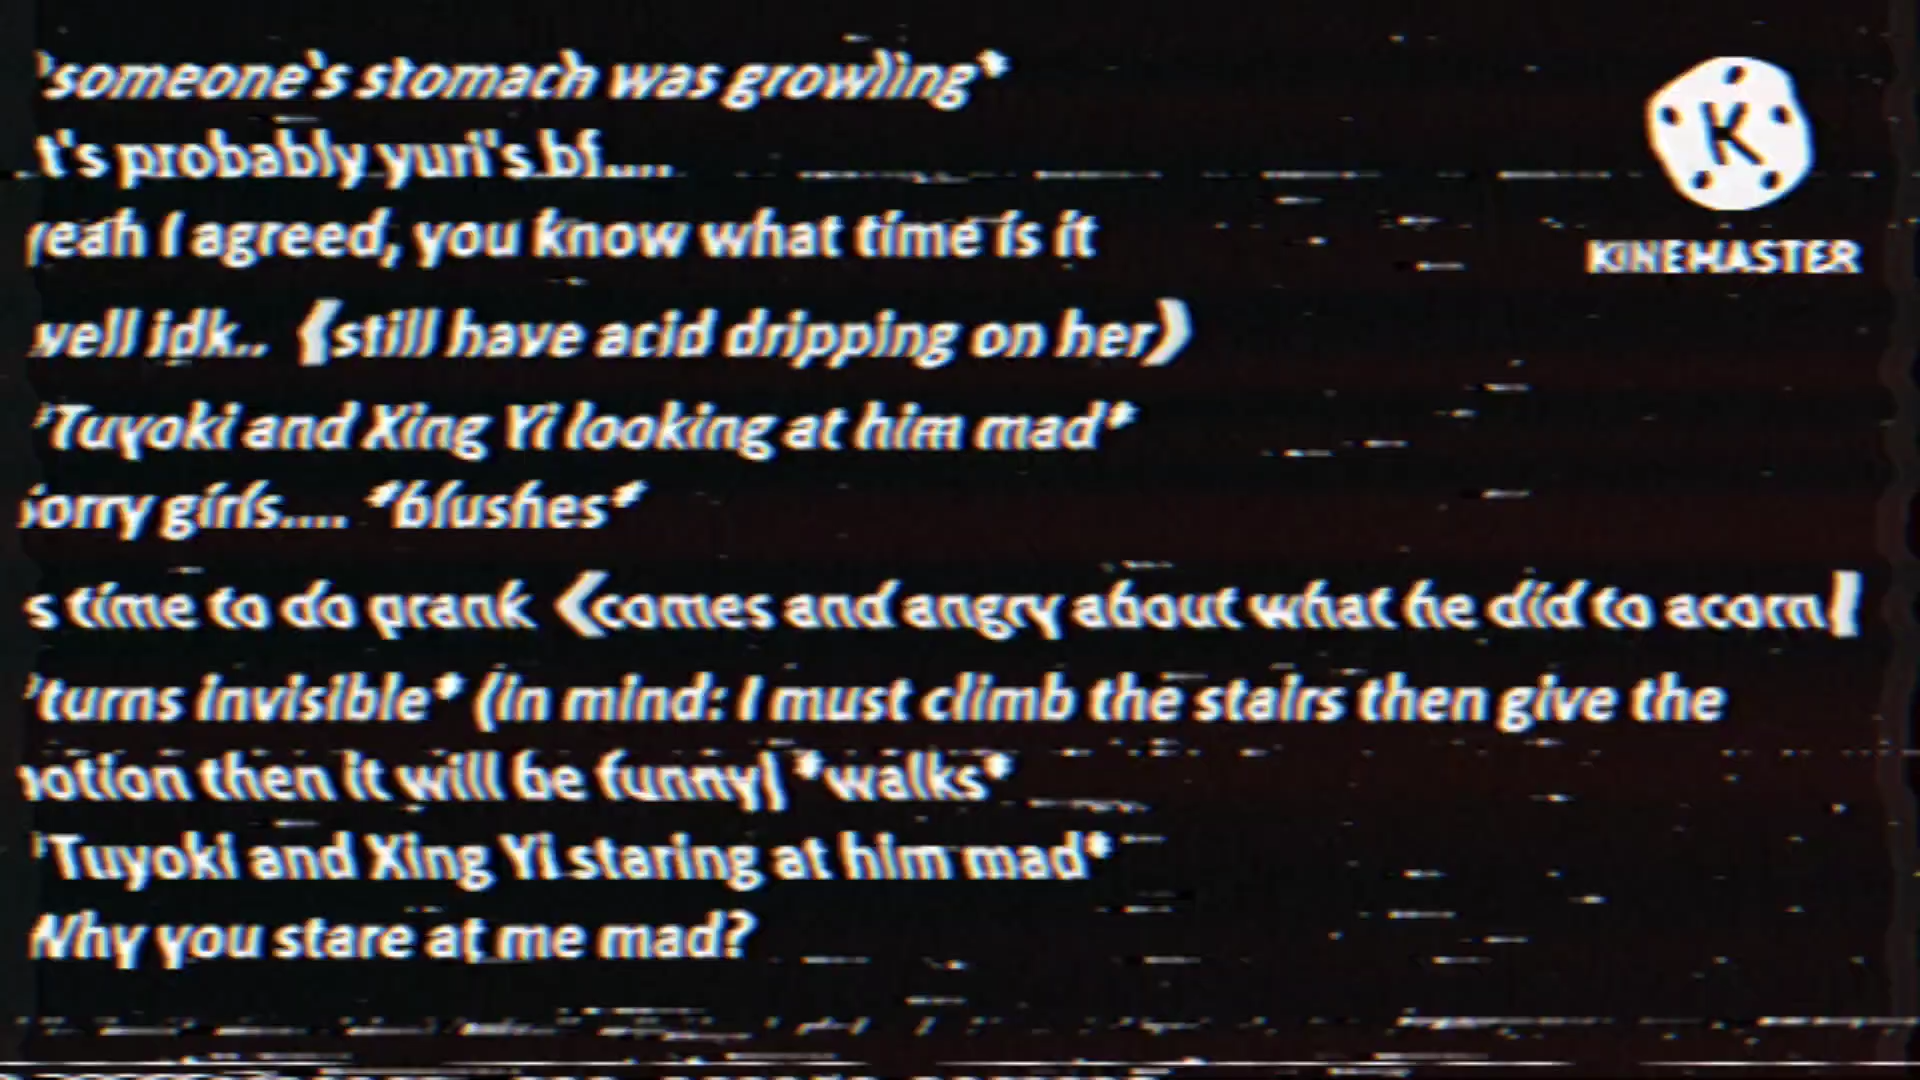 *someone's stomach was growling*
t's probably yuri's bf....
yeah I agreed, you know what time is it
well idk.. (still have acid dripping on her)
*Tuyoki and Xing Yi looking at him mad*
sorry girls.... *blushes*
s time to do prank (comes and angry about what he did to acorn)
*turns invisible* (in mind: I must climb the stairs then give the
potion then it will be funny) *walks*
*Tuyoki and Xing Yi staring at him mad*
Why you stare at me mad?
K
KINEMASTER